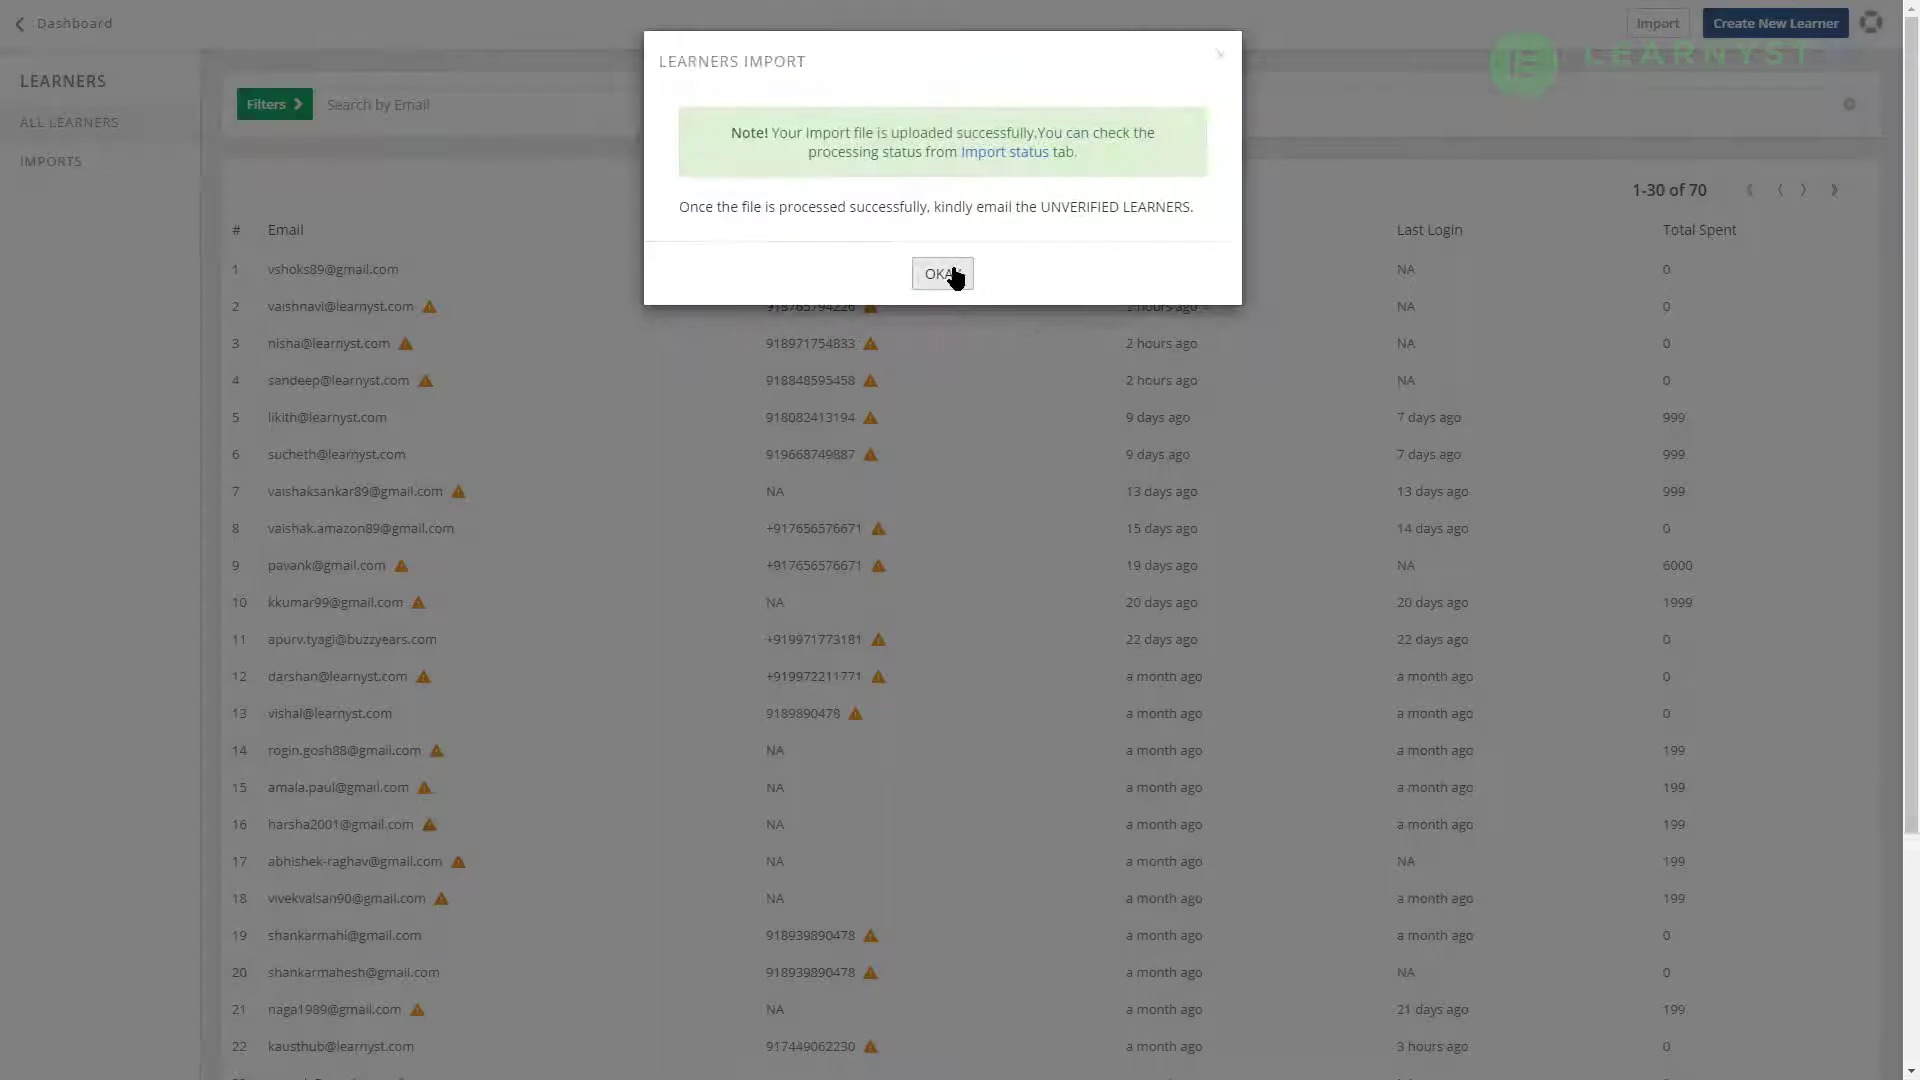 Dashboard
Import
Create New Learner
LEARNYST
LEARNERS
ALL LEARNERS
IMPORTS
Filters
Search by Email
LEARNERS IMPORT
Note! Your import file is uploaded successfully.You can check the
processing status from Import status tab.
Once the file is processed successfully, kindly email the UNVERIFIED LEARNERS.
1-30 of 70
# Email Last Login Total Spent
1 vshoks89@gmail.com NA 0
2 vaishnavi@learnyst.com 918765794226 hours ago NA 0
3 nisha@learnyst.com 918971754833 2 hours ago NA 0
4 sandeep@learnyst.com 918848595458 2 hours ago NA 0
5 likith@learnyst.com 918082413194 9 days ago 7 days ago 999
6 sucheth@learnyst.com 919668749887 9 days ago 7 days ago 999
7 vaishaksankar89@gmail.com NA 13 days ago 13 days ago 999
8 vaishak.amazon89@gmail.com +917656576671 15 days ago 14 days ago 0
9 pavank@gmail.com +917656576671 19 days ago NA 6000
10 kkumar99@gmail.com NA 20 days ago 20 days ago 1999
11 apurv.tyagi@buzzyears.com +919971773181 22 days ago 22 days ago 0
12 darshan@learnyst.com +919972211771 a month ago a month ago 0
13 vishal@learnyst.com 9189890478 a month ago a month ago 0
14 rogin.gosh88@gmail.com NA a month ago a month ago 199
15 amala.paul@gmail.com NA a month ago a month ago 199
16 harsha2001@gmail.com NA a month ago a month ago 199
17 abhishek-raghav@gmail.com NA a month ago NA 199
18 vivekvalsan90@gmail.com NA a month ago a month ago 199
19 shankarmahi@gmail.com 918939890478 a month ago a month ago 0
20 shankarmahesh@gmail.com 918939890478 a month ago NA 0
21 naga1989@gmail.com NA a month ago 21 days ago 199
22 kausthub@learnyst.com 917449062230 a month ago 3 hours ago 0